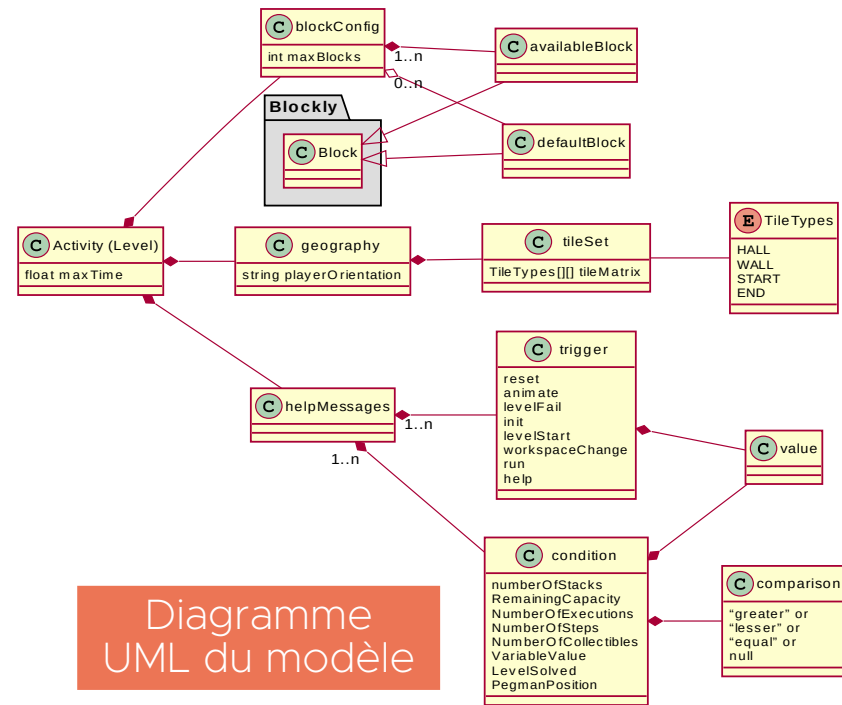 C blockConfig
int maxBlocks
1..n
0..n
C availableBlock
Blockly
C Block
C defaultBlock
C Activity (Level)
float maxTime
C geography
string playerOrientation
C tileSet
TileTypes[][] tileMatrix
E TileTypes
HALL
WALL
START
END
C helpMessages
1..n
1..n
C trigger
reset
animate
levelFail
init
levelStart
workspaceChange
run
help
C value
C condition
numberOfStacks
RemainingCapacity
NumberOfExecutions
NumberOfSteps
NumberOfCollectibles
VariableValue
LevelSolved
PegmanPosition
C comparison
“greater” or
“lesser” or
“equal” or
null
Diagramme
UML du modèle